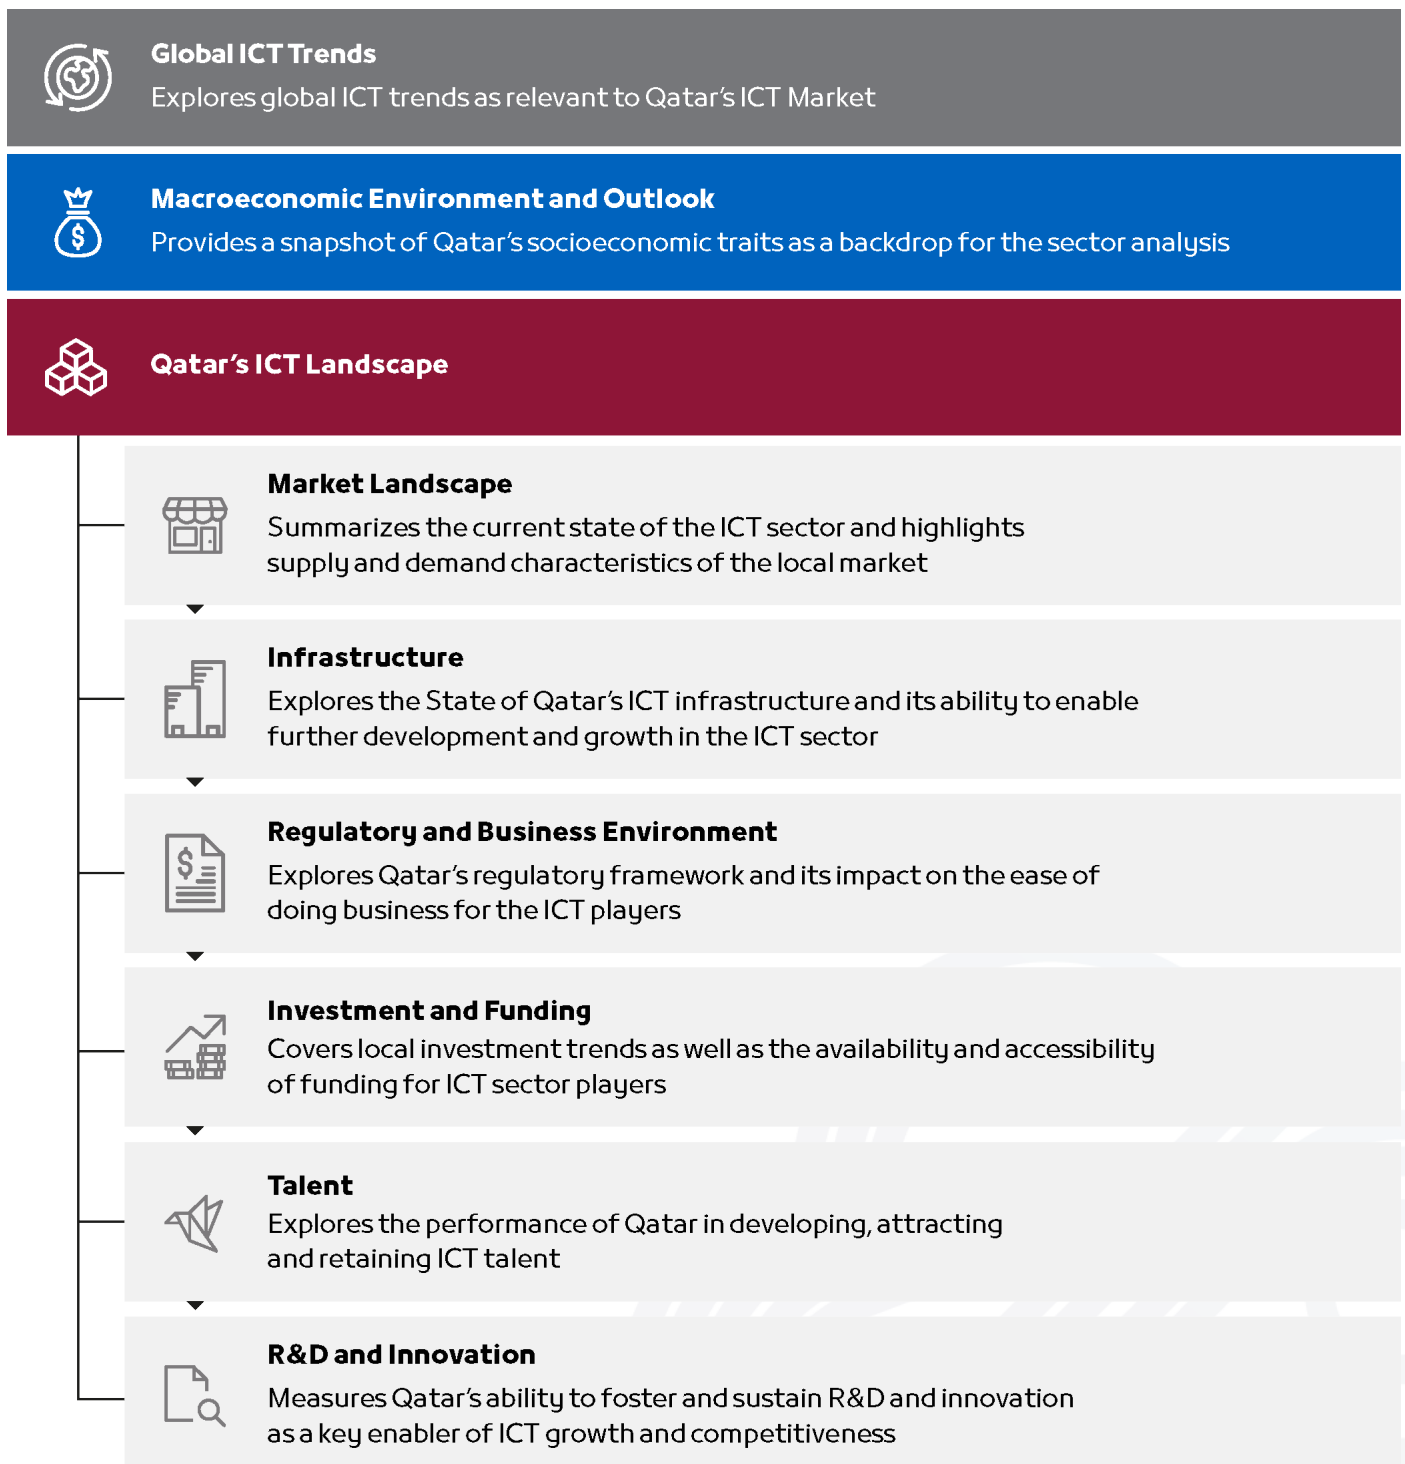 Global ICT Trends
Explores global ICT trends as relevant to Qatar's ICT Market
Macroeconomic Environment and Outlook
Provides a snapshot of Qatar's socioeconomic traits as a backdrop for the sector analysis
Qatar's ICT Landscape
Market Landscape
Summarizes the current state of the ICT sector and highlights
supply and demand characteristics of the local market
Infrastructure
Explores the State of Qatar's ICT infrastructure and its ability to enable
further development and growth in the ICT sector
Regulatory and Business Environment
Explores Qatar's regulatory framework and its impact on the ease of
doing business for the ICT players
Investment and Funding
Covers local investment trends as well as the availability and accessibility
of funding for ICT sector players
Talent
Explores the performance of Qatar in developing, attracting
and retaining ICT talent
R&D and Innovation
Measures Qatar's ability to foster and sustain R&D and innovation
as a key enabler of ICT growth and competitiveness